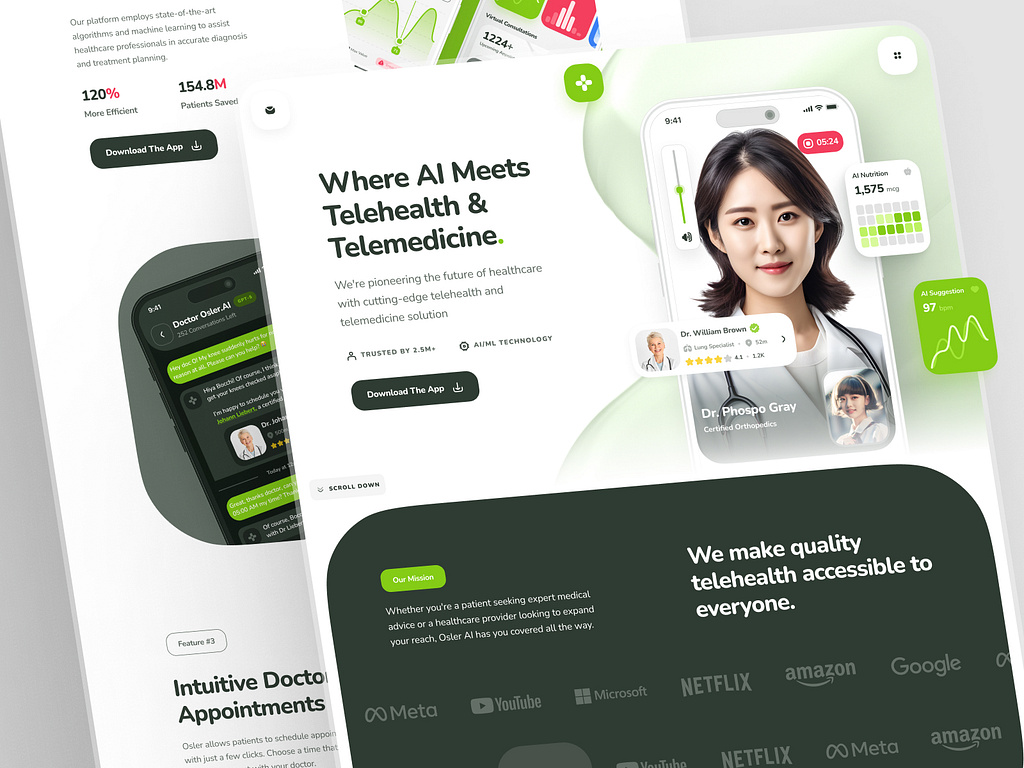 Our platform employs state-of-the-art
algorithms and machine learning to assist
healthcare professionals in accurate diagnosis
and treatment planning.
120%
More Efficient
154.8M
Patients Saved
Download The App
Virtual Consultations
1224+
9:41
Doctor Osler.AI
GPT-5
252 Conversations Left
Hey doc O! My knee suddenly hurts for
reason at all. Please can you help?
Hiya Bocchi! Of course, I
get your knees checked asap
I'm happy to schedule you
Johann Liebert, a certified
Dr. Joha
Today at
Great, thanks doctor, can
05:00 AM my time? Than
Of course, Boc
with Dr Lieber
Feature #3
Intuitive Doctor
Appointments
Osler allows patients to schedule appoin
with just a few clicks. Choose a time that
with your doctor.
Where AI Meets
Telehealth &
Telemedicine.
We're pioneering the future of healthcare
with cutting-edge telehealth and
telemedicine solution
TRUSTED BY 2.5M+
AI/ML TECHNOLOGY
Download The App
SCROLL DOWN
9:41
05:24
AI Nutrition
1,575 mcg
AI Suggestion
97 bpm
Dr. William Brown
Lung Specialist
52m
4.1
1.2K
Dr. Phospo Gray
Certified Orthopedics
Our Mission
Whether you're a patient seeking expert medical
advice or a healthcare provider looking to expand
your reach, Osler AI has you covered all the way.
We make quality
telehealth accessible to
everyone.
Meta
YouTube
Microsoft
NETFLIX
amazon
Google
YouTube
NETFLIX
Meta
amazon